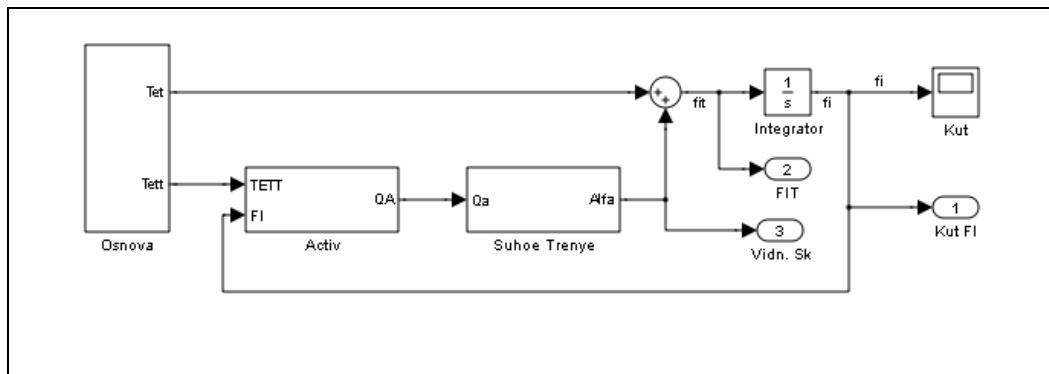 Tet
Tett
Osnova
TETT
FI
QA
Activ
Qa
Alfa
Suhoe Trenye
fit
1
s
fi
Integrator
fi
Kut
2
FIT
3
Vidn. Sk
1
Kut FI